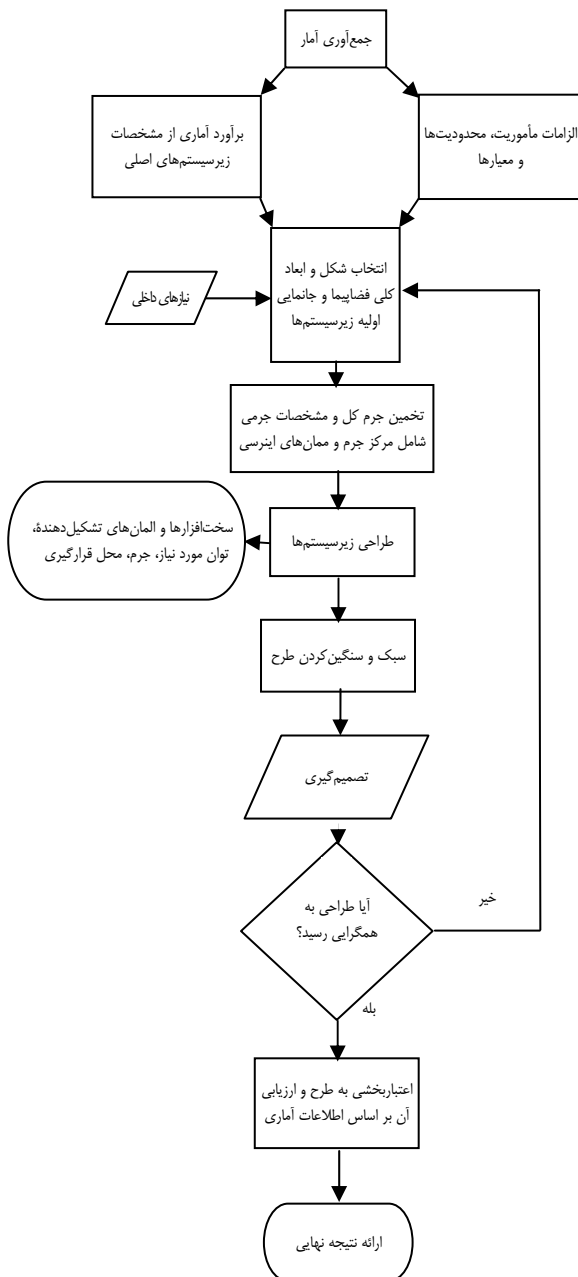 جمع‌آوری آمار
الزامات مأموریت، محدودیت‌ها
و معیارها
برآورد آماری از مشخصات
زیرسیستم‌های اصلی
انتخاب شکل و ابعاد
کلی فضاپیما و جانمایی
اولیه زیرسیستم‌ها
نیازهای داخلی
تخمین جرم کل و مشخصات جرمی
شامل مرکز جرم و ممان‌های اینرسی
طراحی زیرسیستم‌ها
سخت‌افزارها و المان‌های تشکیل‌دهندۀ،
توان مورد نیاز، جرم، محل قرارگیری
سبک و سنگین‌کردن طرح
تصمیم‌گیری
آیا طراحی به
همگرایی رسید؟
خیر
بله
اعتباربخشی به طرح و ارزیابی
آن بر اساس اطلاعات آماری
ارائه نتیجه نهایی